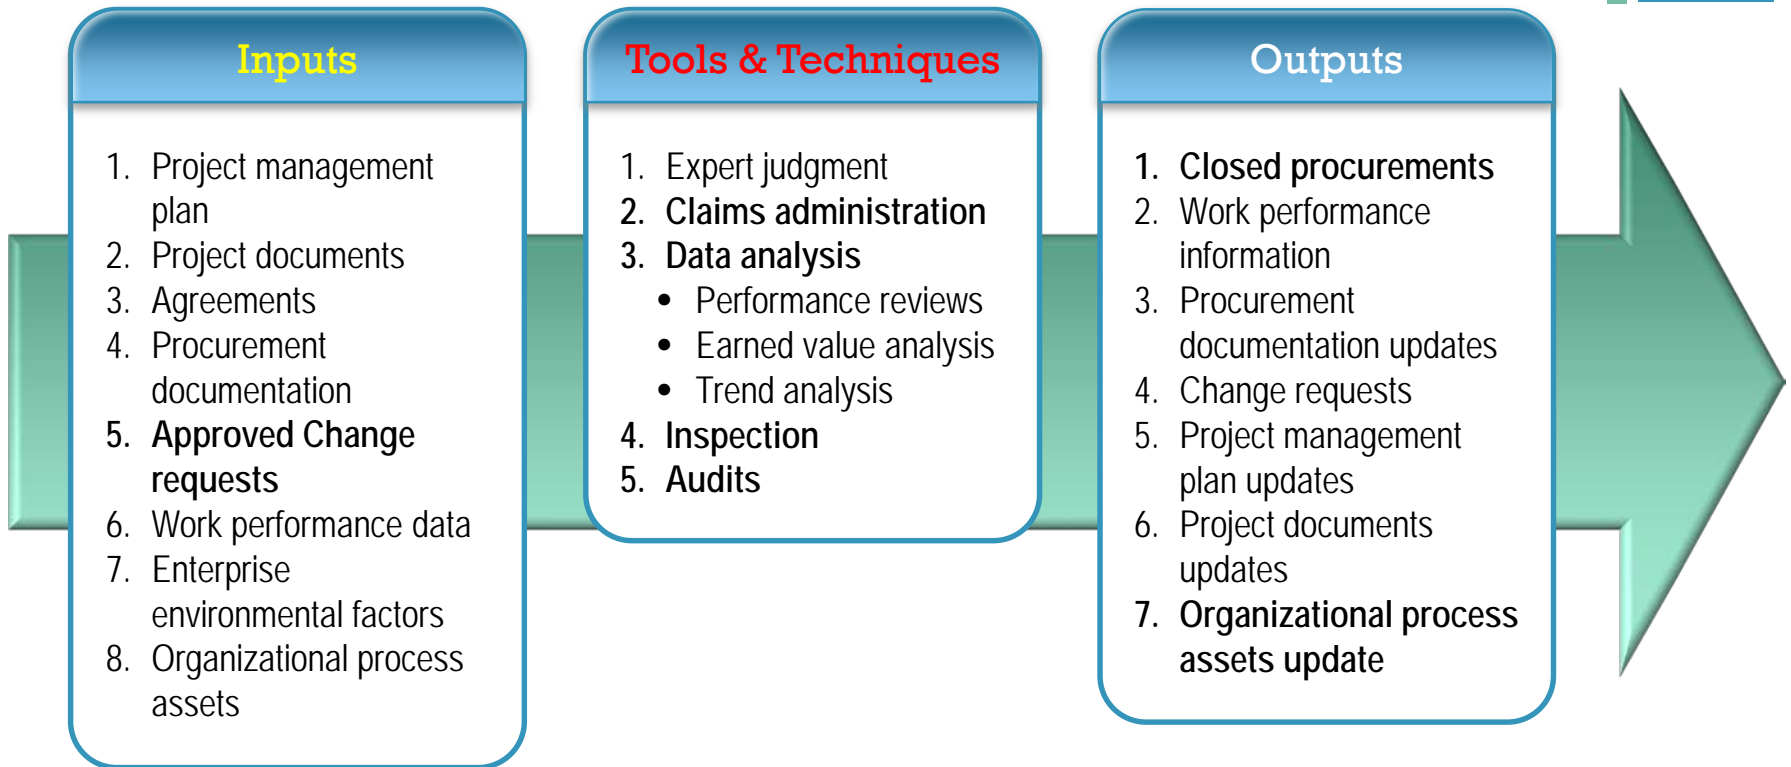 Inputs
1. Project management
plan
2. Project documents
3. Agreements
4. Procurement
documentation
5. Approved Change
requests
6. Work performance data
7. Enterprise
environmental factors
8. Organizational process
assets
Tools & Techniques
1. Expert judgment
2. Claims administration
3. Data analysis
• Performance reviews
• Earned value analysis
• Trend analysis
4. Inspection
5. Audits
Outputs
1. Closed procurements
2. Work performance
information
3. Procurement
documentation updates
4. Change requests
5. Project management
plan updates
6. Project documents
updates
7. Organizational process
assets update